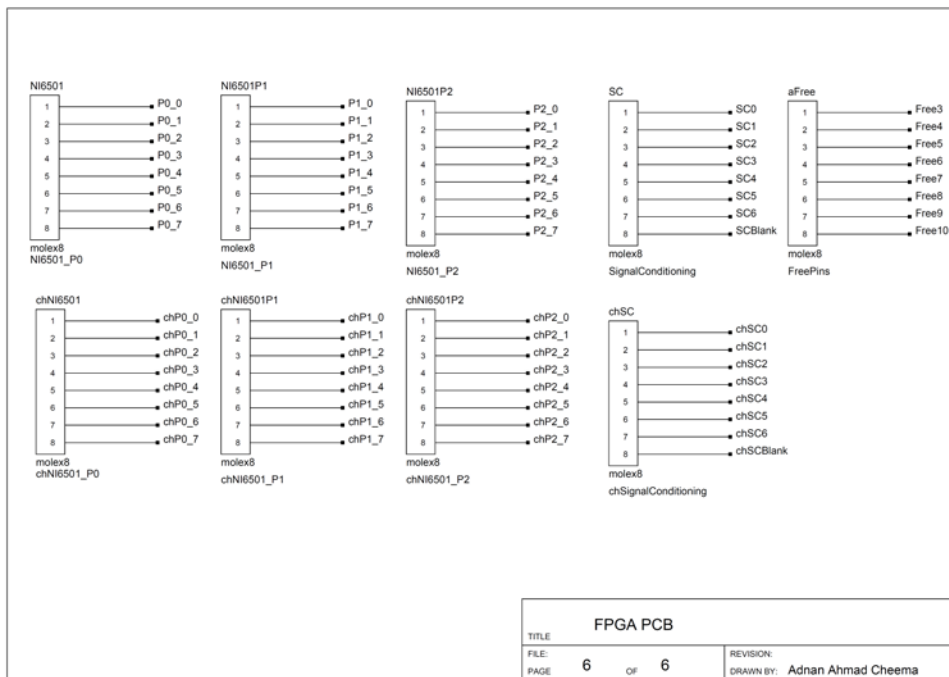 NI6501
1 P0_0
2 P0_1
3 P0_2
4 P0_3
5 P0_4
6 P0_5
7 P0_6
8 P0_7
molex8
NI6501_P0
NI6501P1
1 P1_0
2 P1_1
3 P1_2
4 P1_3
5 P1_4
6 P1_5
7 P1_6
8 P1_7
molex8
NI6501_P1
NI6501P2
1 P2_0
2 P2_1
3 P2_2
4 P2_3
5 P2_4
6 P2_5
7 P2_6
8 P2_7
molex8
NI6501_P2
SC
1 SC0
2 SC1
3 SC2
4 SC3
5 SC4
6 SC5
7 SC6
8 SCBlank
molex8
SignalConditioning
aFree
1 Free3
2 Free4
3 Free5
4 Free6
5 Free7
6 Free8
7 Free9
8 Free10
molex8
FreePins
chNI6501
1 chP0_0
2 chP0_1
3 chP0_2
4 chP0_3
5 chP0_4
6 chP0_5
7 chP0_6
8 chP0_7
molex8
chNI6501_P0
chNI6501P1
1 chP1_0
2 chP1_1
3 chP1_2
4 chP1_3
5 chP1_4
6 chP1_5
7 chP1_6
8 chP1_7
molex8
chNI6501_P1
chNI6501P2
1 chP2_0
2 chP2_1
3 chP2_2
4 chP2_3
5 chP2_4
6 chP2_5
7 chP2_6
8 chP2_7
molex8
chNI6501_P2
chSC
1 chSC0
2 chSC1
3 chSC2
4 chSC3
5 chSC4
6 chSC5
7 chSC6
8 chSCBlank
molex8
chSignalConditioning
TITLE FPGA PCB
FILE: REVISION:
PAGE 6 OF 6 DRAWN BY: Adnan Ahmad Cheema